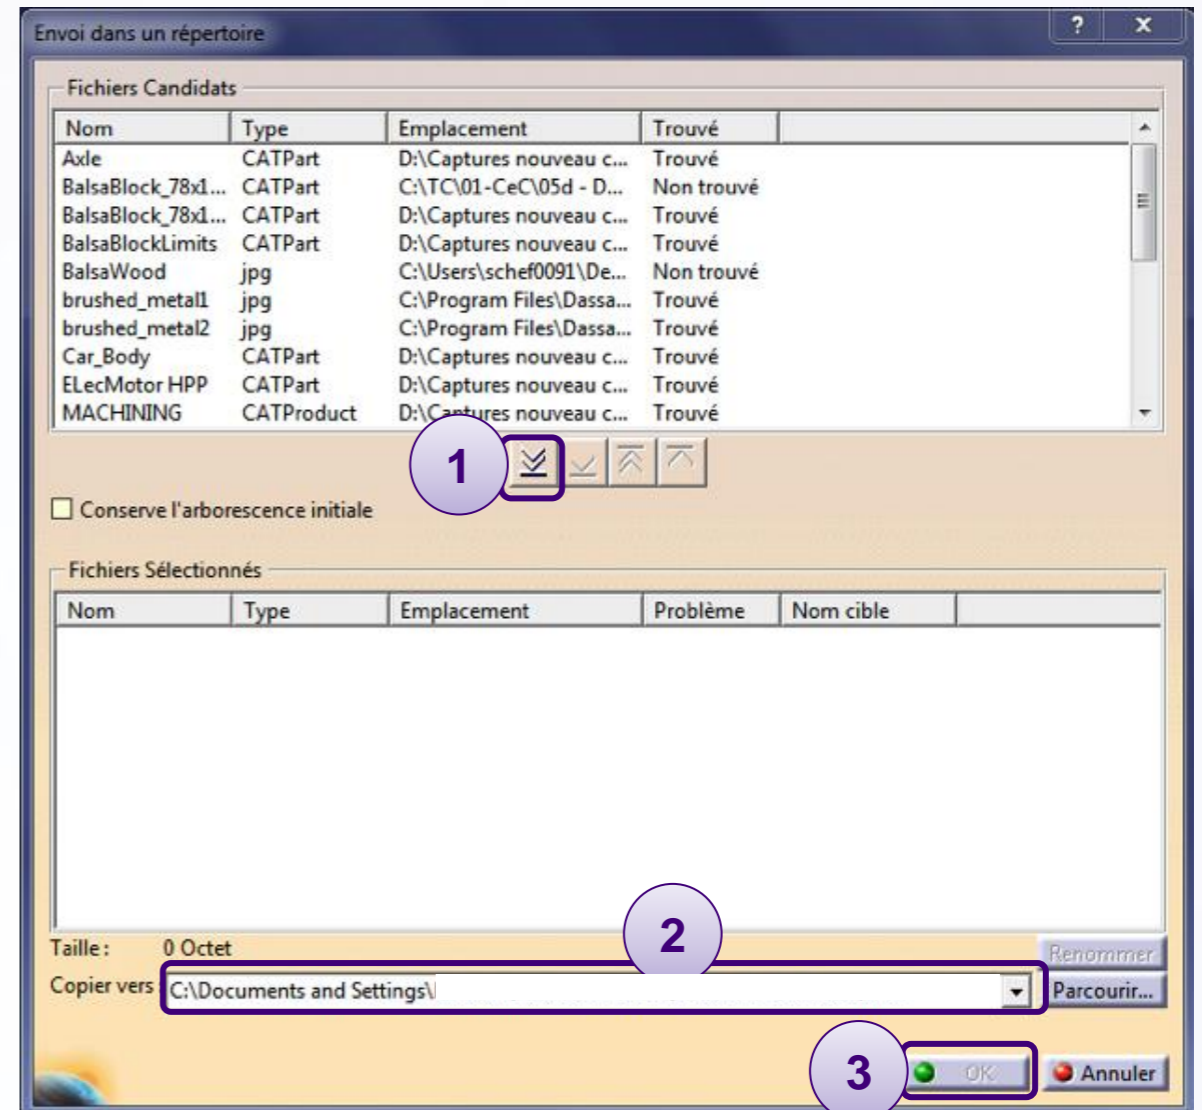 Envoi dans un répertoire ? x
Fichiers Candidats
Nom Type Emplacement Trouvé
Axle CATPart D:\Captures nouveau c... Trouvé
BalsaBlock_78x1... CATPart C:\TC\01-CeC\05d - D... Non trouvé
BalsaBlock_78x1... CATPart D:\Captures nouveau c... Trouvé
BalsaBlockLimits CATPart D:\Captures nouveau c... Trouvé
BalsaWood jpg C:\Users\schef0091\De... Non trouvé
brushed_metal1 jpg C:\Program Files\Dassa... Trouvé
brushed_metal2 jpg C:\Program Files\Dassa... Trouvé
Car_Body CATPart D:\Captures nouveau c... Trouvé
ELecMotor HPP CATPart D:\Captures nouveau c... Trouvé
MACHINING CATProduct D:\Captures nouveau c... Trouvé
1
Conserve l'arborescence initiale
Fichiers Sélectionnés
Nom Type Emplacement Problème Nom cible
2
Taille : 0 Octet Renommer
Copier vers C:\Documents and Settings\ Parcourir...
3 OK Annuler